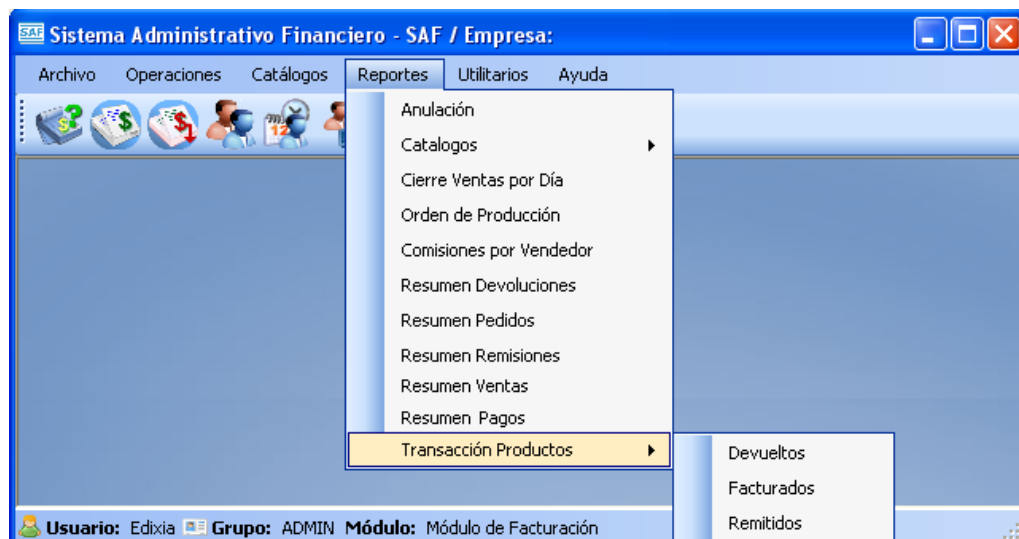 SAF Sistema Administrativo Financiero - SAF / Empresa:
Archivo Operaciones Catálogos Reportes Utilitarios Ayuda
12
Anulación
Catalogos
Cierre Ventas por Día
Orden de Producción
Comisiones por Vendedor
Resumen Devoluciones
Resumen Pedidos
Resumen Remisiones
Resumen Ventas
Resumen Pagos
Transacción Productos
Devueltos
Facturados
Remitidos
Usuario: Edixia Grupo: ADMIN Módulo: Módulo de Facturación